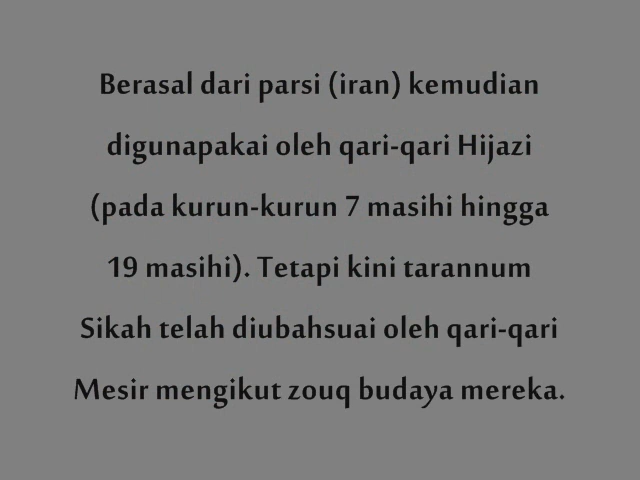 Berasal dari parsi (iran) kemudian
digunapakai oleh qari-qari Hijazi
(pada kurun-kurun 7 masihi hingga
19 masihi). Tetapi kini tarannum
Sikah telah diubahsuai oleh qari-qari
Mesir mengikut zouq budaya mereka.